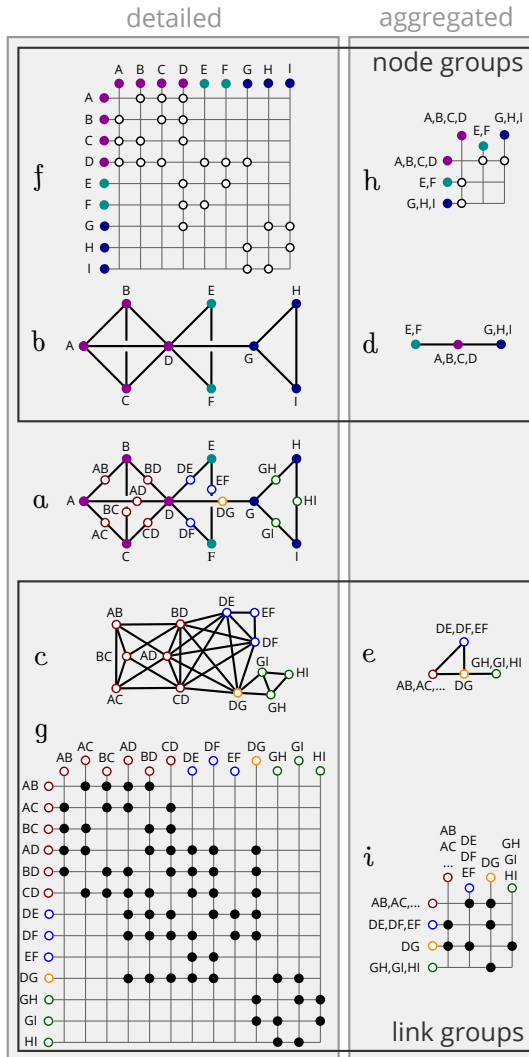 detailed aggregated
node groups
A B C D E F G H I
A
B
C
D
E
F
G
H
I
f
G,H,I
A,B,C,D E,F
A,B,C,D
E,F
G,H,I
h
B E H
A D G
C F I
b
E,F G,H,I
A,B,C,D
d
B E H
AB BD DE EF GH
A AD D DG G HI
BC
AC CD DF GI
C F I
a
AB BD DE EF
BC AD DF
GI HI
AC CD DG GH
c
DE,DF,EF
GH,GI,HI
AB,AC,... DG
e
g
AB AC BC AD BD CD DE DF EF DG GH GI HI
AB
AC
BC
AD
BD
CD
DE
DF
EF
DG
GH
GI
HI
i
AB DE GH
AC DF DG GI
... EF HI
AB,AC,...
DE,DF,EF
DG
GH,GI,HI
link groups